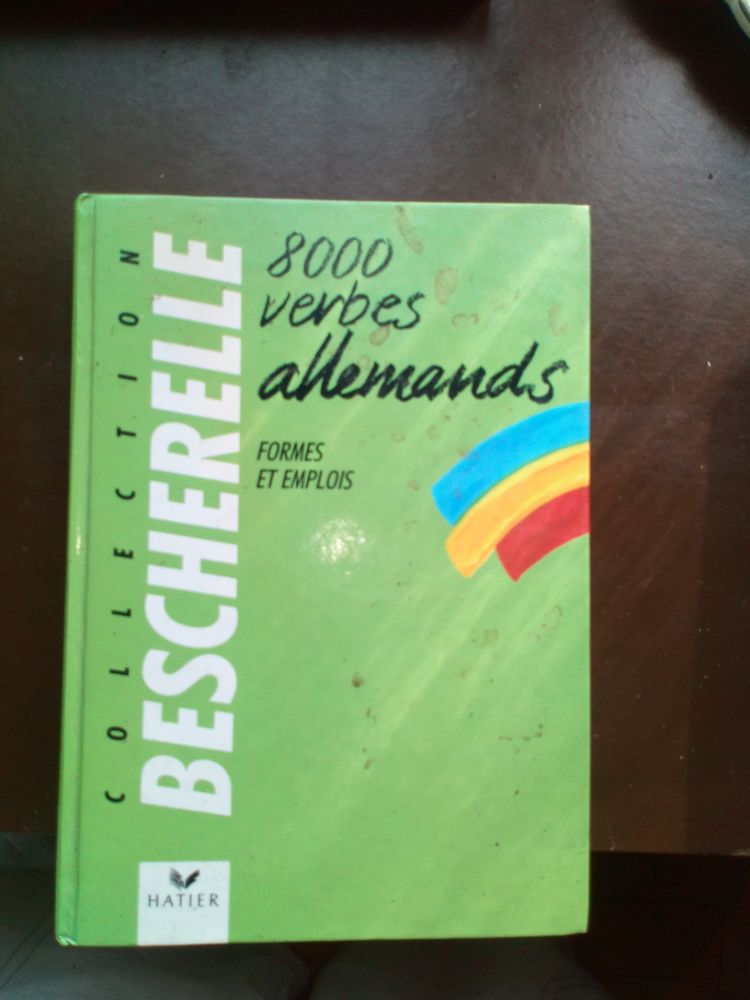 COLLECTION
BESCHERELLE
8000
verbes
allemands
FORMES
ET EMPLOIS
HATIER